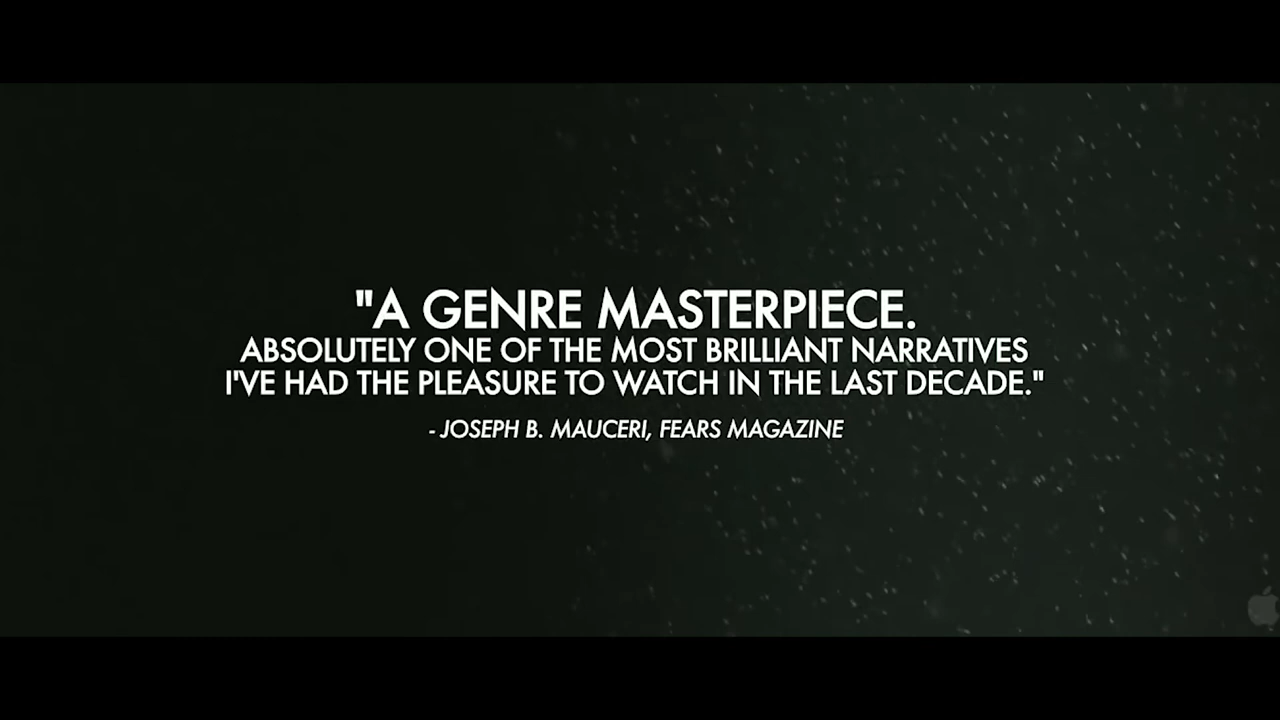 "A GENRE MASTERPIECE.
ABSOLUTELY ONE OF THE MOST BRILLIANT NARRATIVES
I'VE HAD THE PLEASURE TO WATCH IN THE LAST DECADE."
- JOSEPH B. MAUCERI, FEARS MAGAZINE